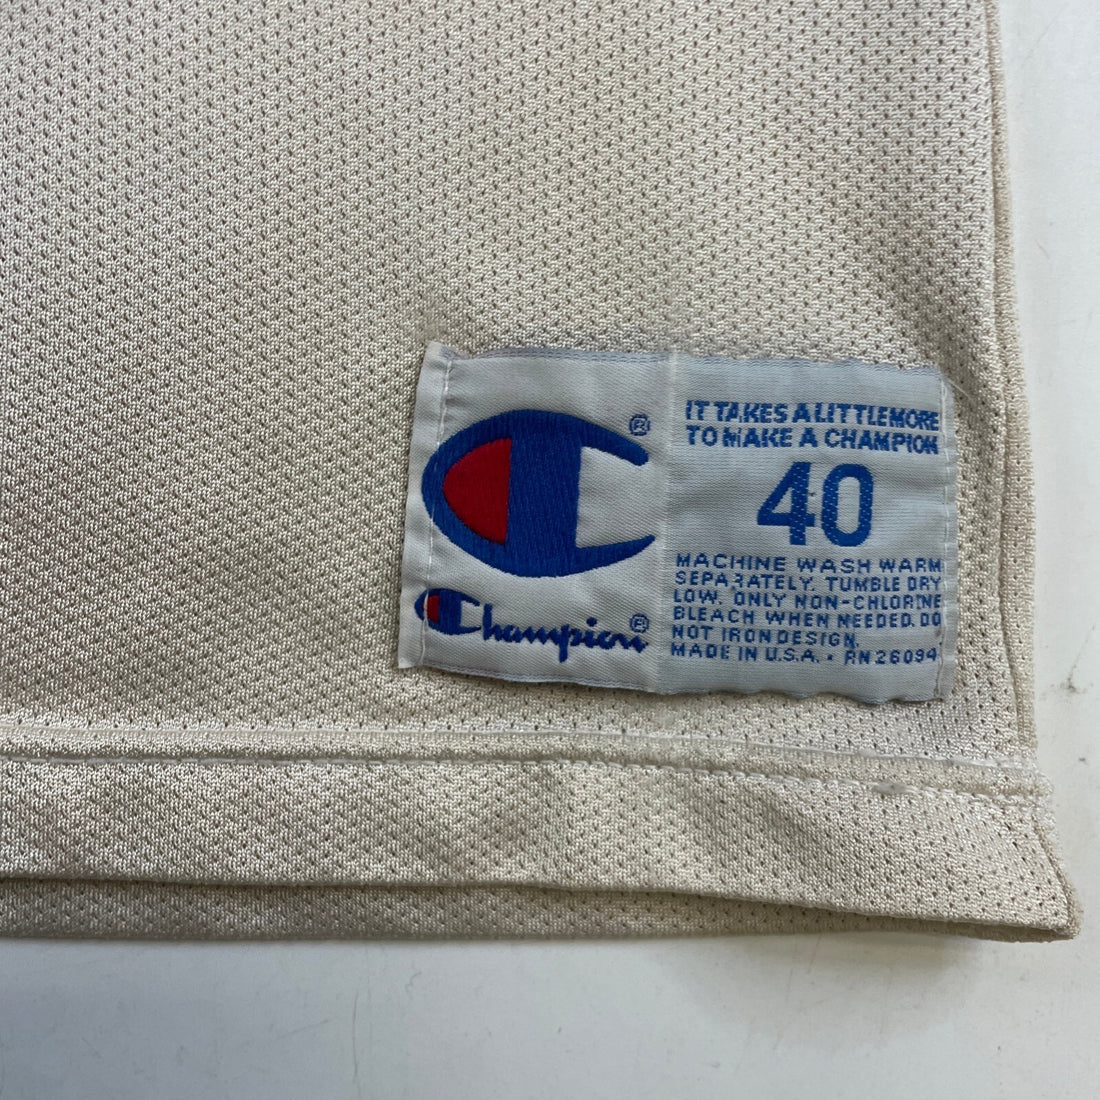 IT TAKES A LITTLE MORE
TO MAKE A CHAMPION
40
MACHINE WASH WARM
SEPARATELY. TUMBLE DRY
LOW. ONLY NON-CHLORINE
BLEACH WHEN NEEDED. DO
NOT IRON DESIGN.
MADE IN U.S.A. • RN 26094
®
Champion®